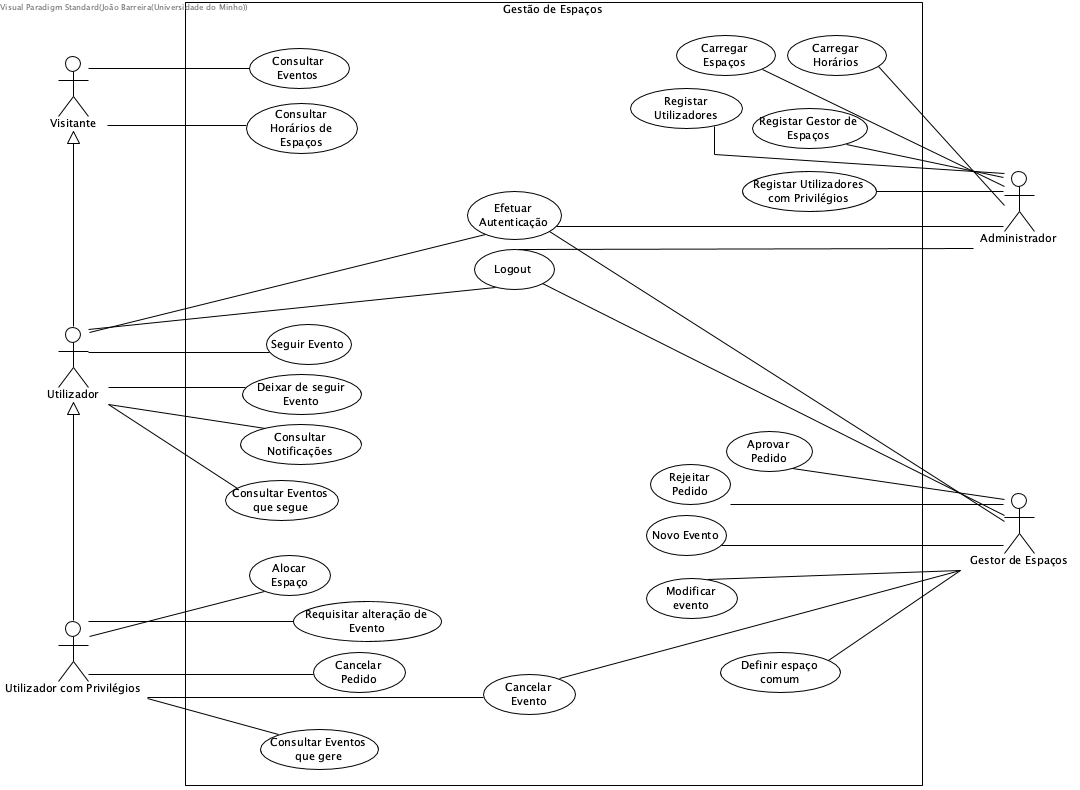 Visual Paradigm Standard(João Barreira(Universidade do Minho))
Gestão de Espaços
Consultar
Eventos
Carregar
Espaços
Carregar
Horários
Visitante
Consultar
Horários de
Espaços
Registar
Utilizadores
Registar Gestor de
Espaços
Registar Utilizadores
com Privilégios
Administrador
Efetuar
Autenticação
Logout
Utilizador
Seguir Evento
Deixar de seguir
Evento
Consultar
Notificações
Consultar Eventos
que segue
Aprovar
Pedido
Rejeitar
Pedido
Novo Evento
Gestor de Espaços
Modificar
evento
Definir espaço
comum
Alocar
Espaço
Requisitar alteração de
Evento
Cancelar
Pedido
Utilizador com Privilégios
Cancelar
Evento
Consultar Eventos
que gere